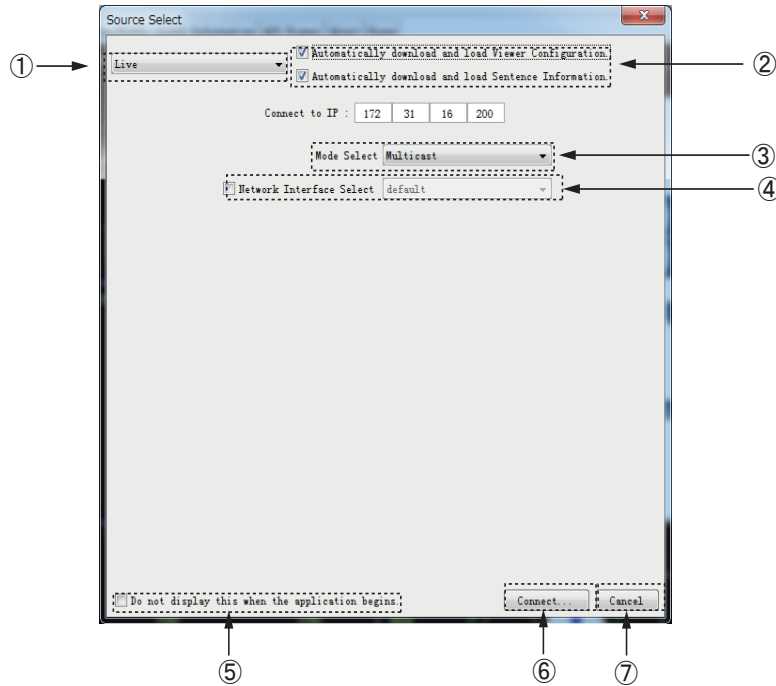 Source Select
x
① Live
Automatically download and load Viewer Configuration.
②
Automatically download and load Sentence Information.
Connect to IP : 172 31 16 200
Mode Select Multicast ③
Network Interface Select default ④
Do not display this when the application begins.
Connect... Cancel
⑤ ⑥ ⑦